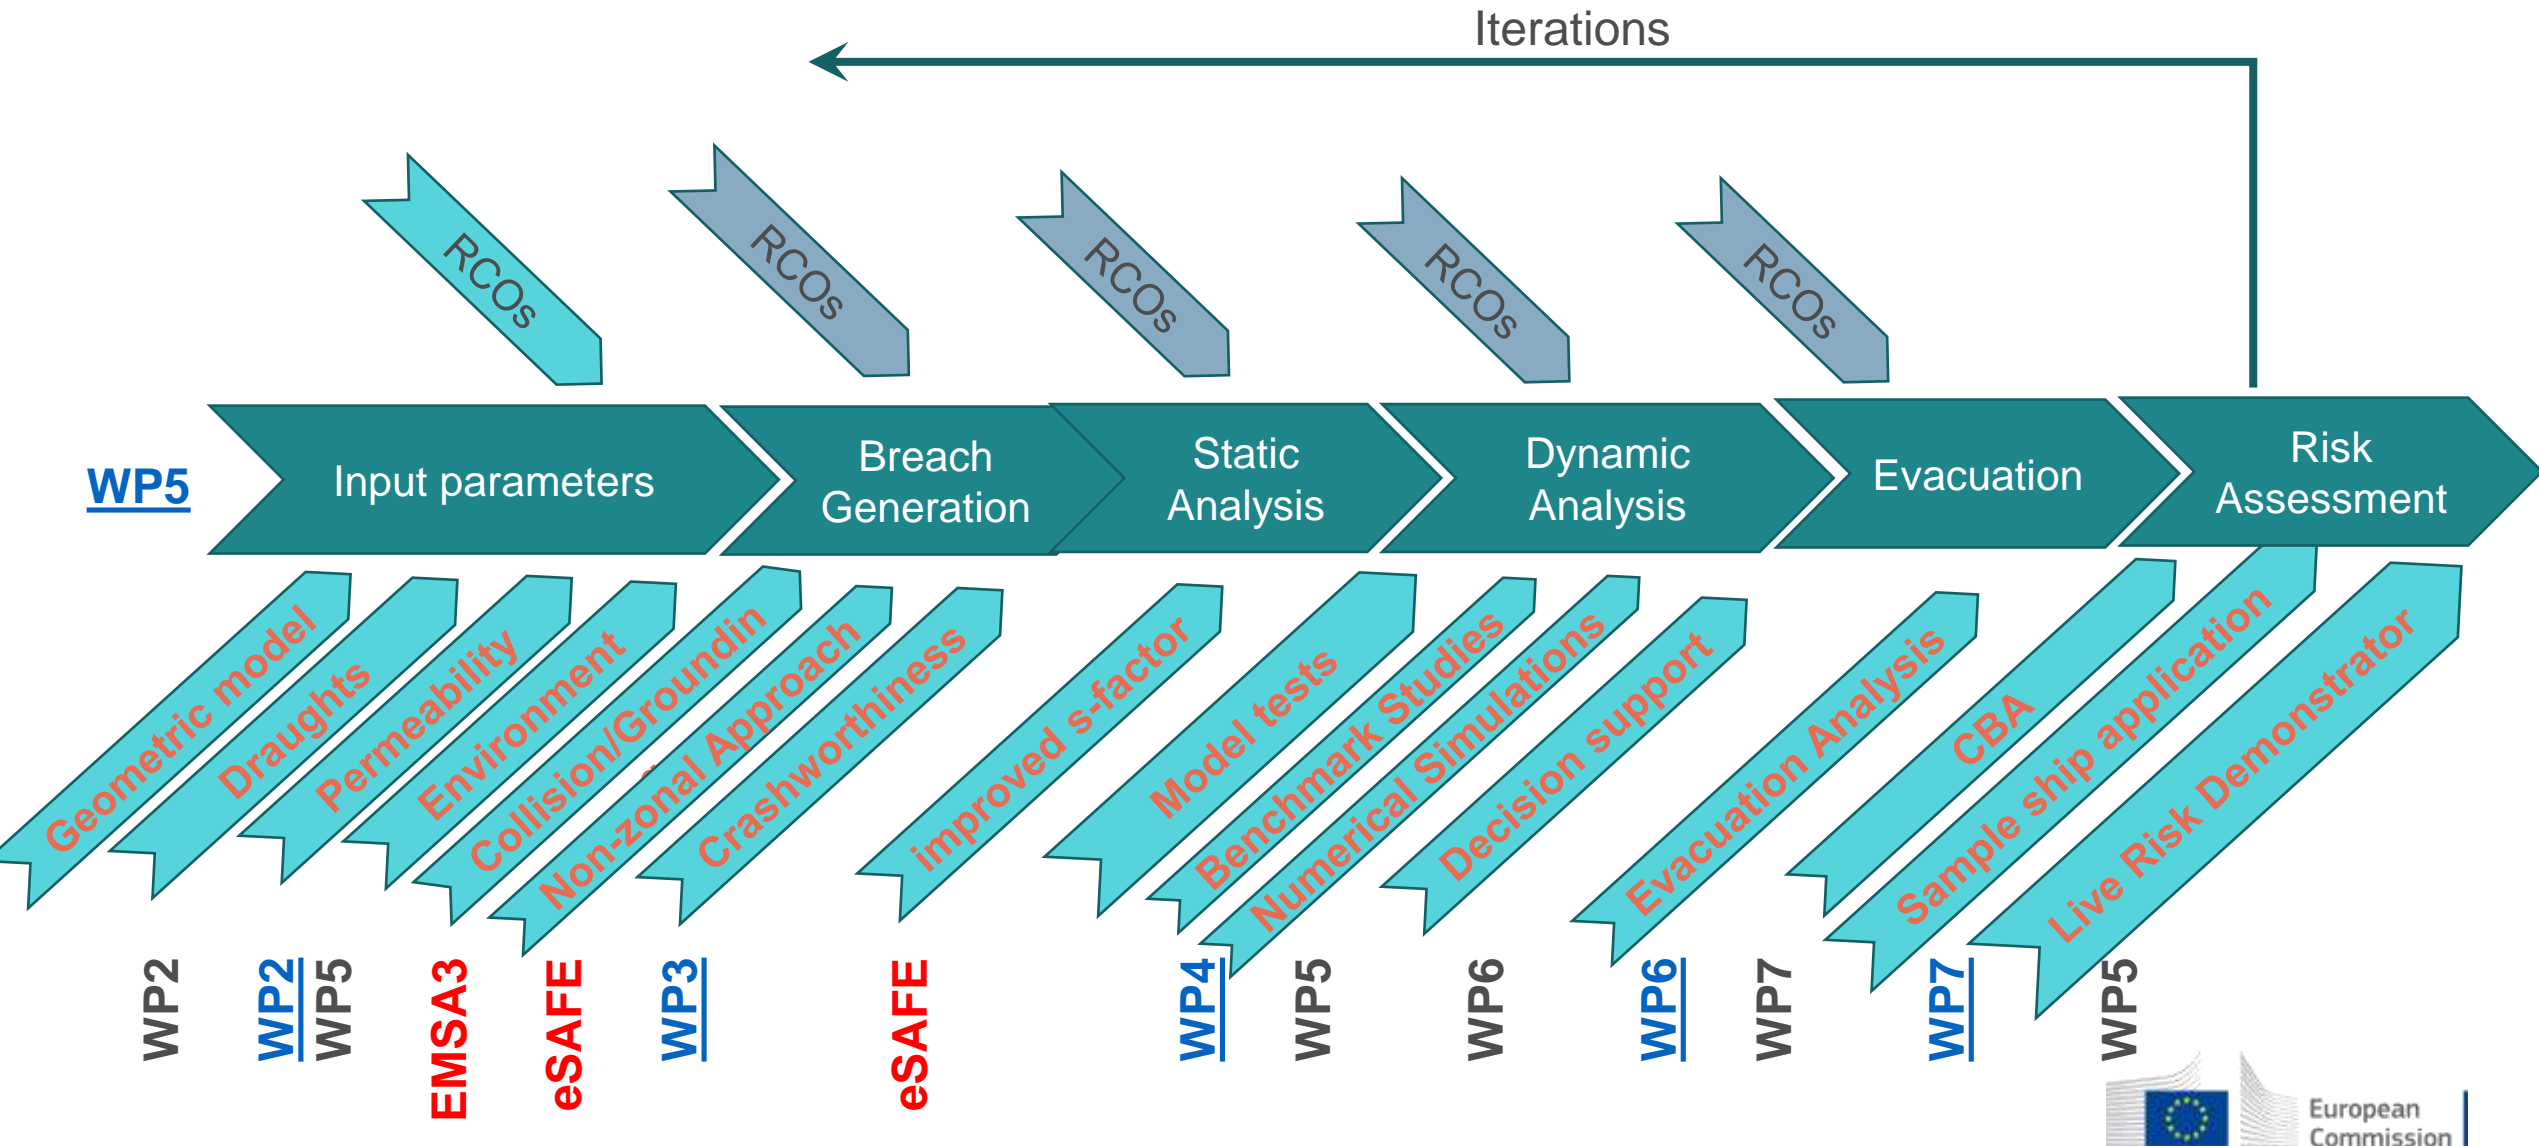 Iterations
RCOs
RCOs
RCOs
RCOs
RCOs
WP5
Input parameters
Breach
Generation
Static
Analysis
Dynamic
Analysis
Evacuation
Risk
Assessment
Geometric model
Draughts
Permeability
Environment
Collision/Groundin
Non-zonal Approach
Crashworthiness
improved s-factor
Model tests
Benchmark Studies
Numerical Simulations
Decision support
Evacuation Analysis
CBA
Sample ship application
Live Risk Demonstrator
WP2
WP2
WP5
EMSA3
eSAFE
WP3
eSAFE
WP4
WP5
WP6
WP6
WP7
WP7
WP5
European
Commission